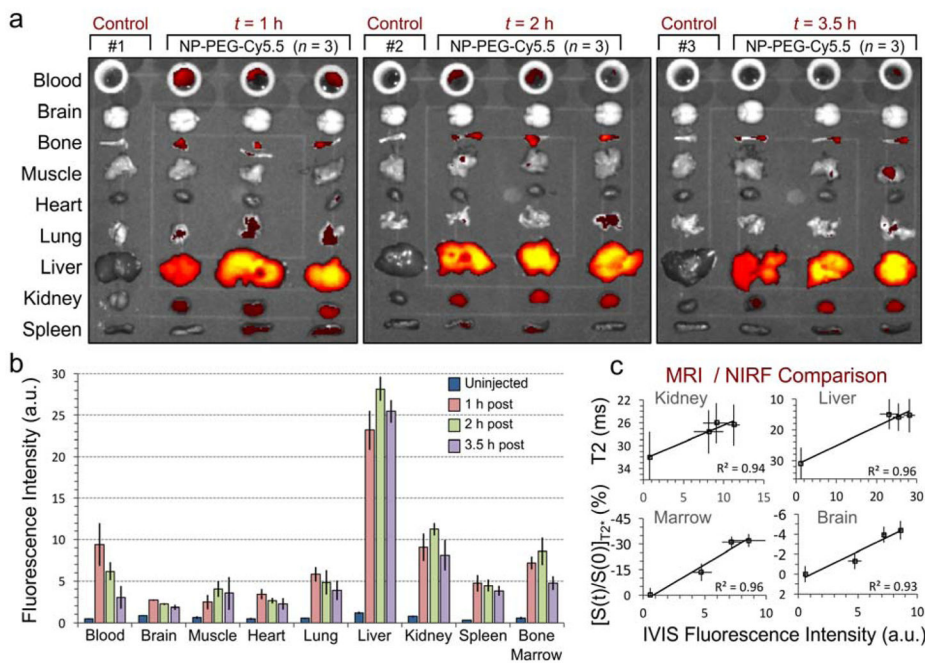 a
Control t = 1 h Control t = 2 h Control t = 3.5 h
#1 NP-PEG-Cy5.5 (n = 3) #2 NP-PEG-Cy5.5 (n = 3) #3 NP-PEG-Cy5.5 (n = 3)
Blood
Brain
Bone
Muscle
Heart
Lung
Liver
Kidney
Spleen
b
Fluorescence Intensity (a.u.)
30
25
20
15
10
5
0
Uninjected
1 h post
2 h post
3.5 h post
Blood Brain Muscle Heart Lung Liver Kidney Spleen Bone
Marrow
c
MRI / NIRF Comparison
Kidney
T2 (ms)
22
26
30
34
R² = 0.94
0 5 10 15
Liver
10
20
30
R² = 0.96
0 10 20 30
[S(t)/S(0)]T2* (%)
Marrow
-45
-30
-15
0
R² = 0.96
0 5 10
Brain
-6
-4
-2
0
2
R² = 0.93
0 5 10
IVIS Fluorescence Intensity (a.u.)